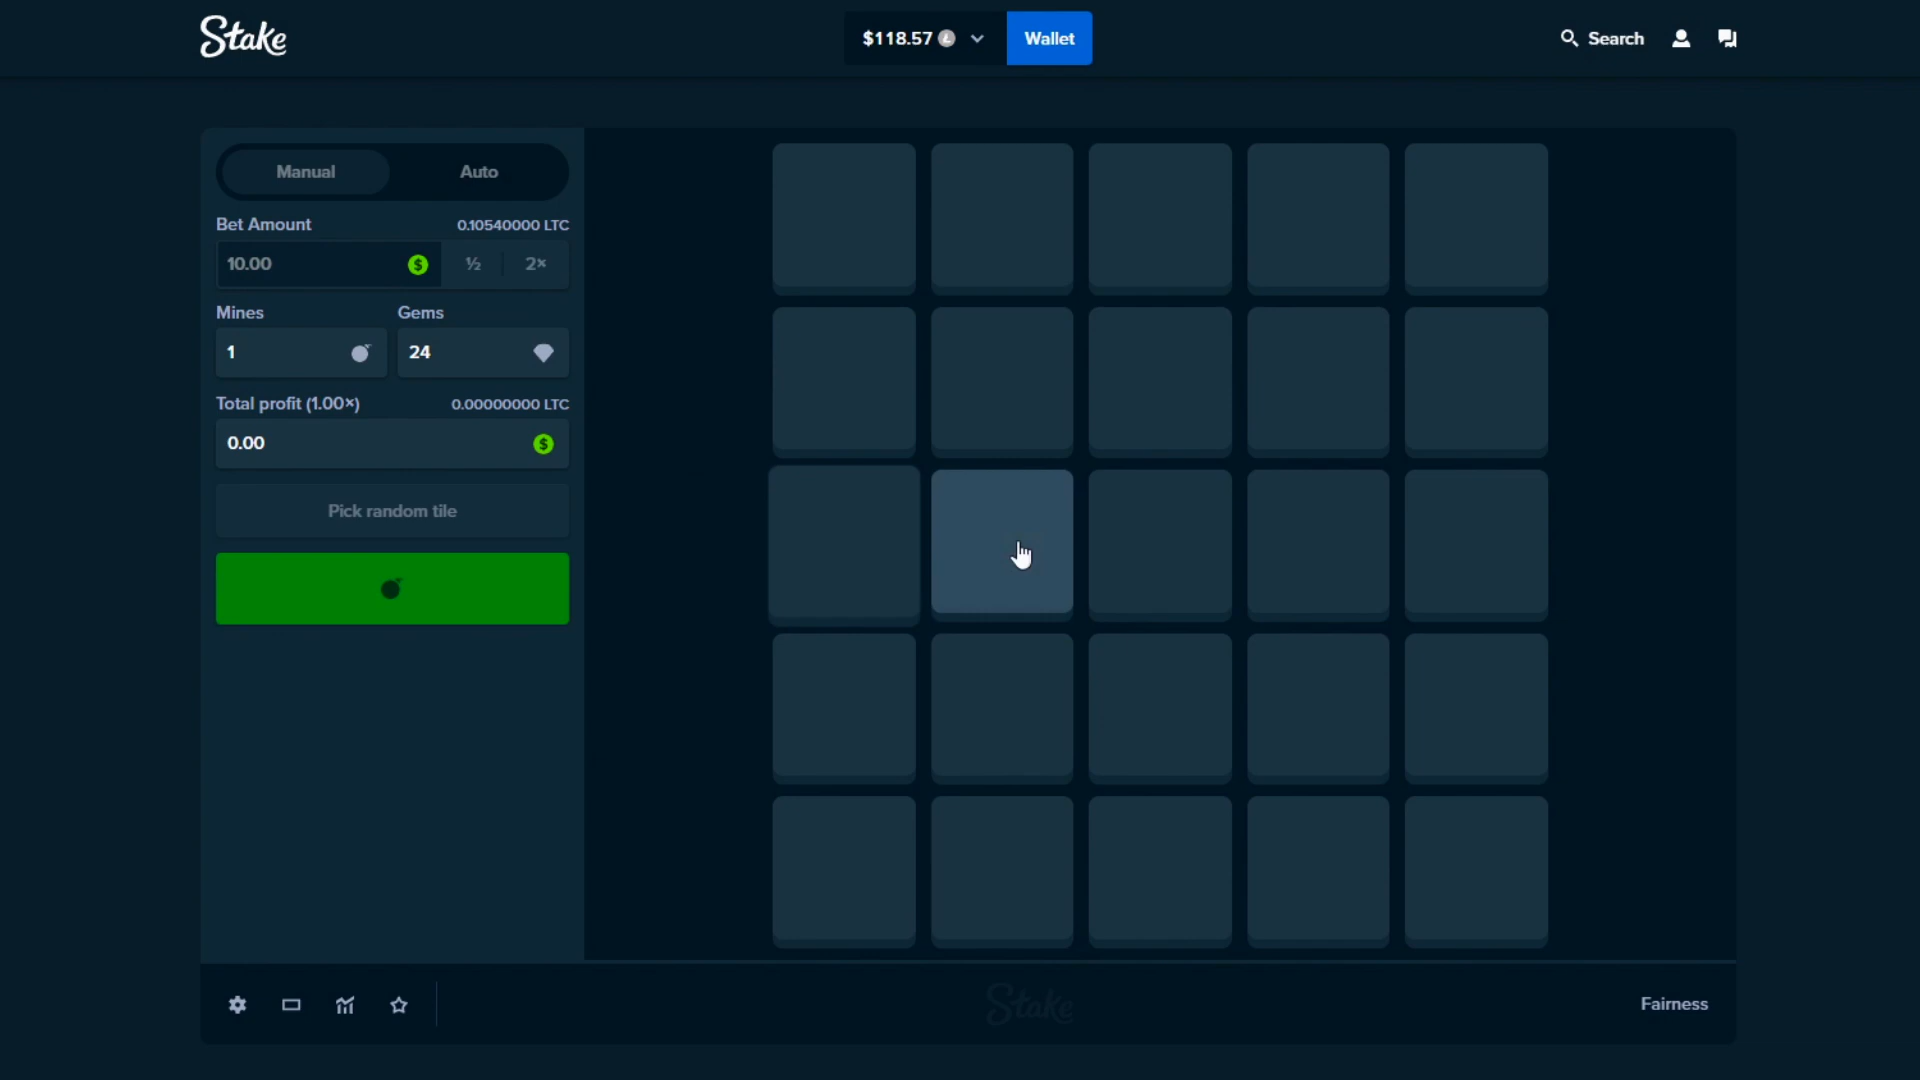 Stake
$118.57
Wallet
Search
Manual
Auto
Bet Amount
0.10540000 LTC
10.00
$
½
2×
Mines
Gems
1
24
Total profit (1.00×)
0.00000000 LTC
0.00
$
Pick random tile
Stake
Fairness